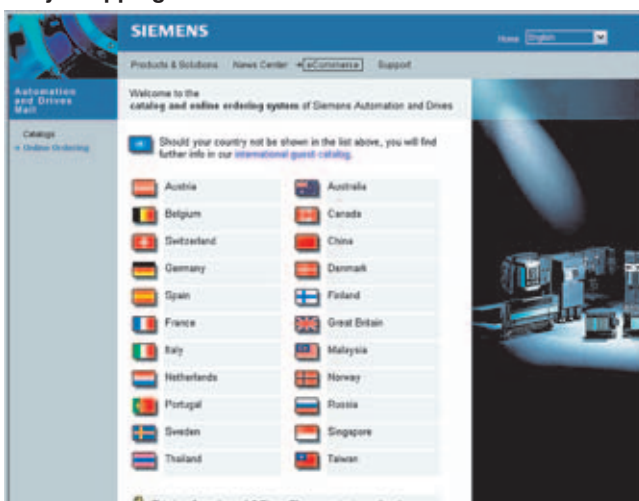 SIEMENS
Home English
Products & Solutions News Center eCommerce Support
Automation
and Drives
Mall
Welcome to the
catalog and online ordering system of Siemens Automation and Drives
Catalogs
Online Ordering
Should your country not be shown in the list above, you will find
further info in our international guest catalog.
Austria
Australia
Belgium
Canada
Switzerland
China
Germany
Denmark
Spain
Finland
France
Great Britain
Italy
Malaysia
Netherlands
Norway
Portugal
Russia
Sweden
Singapore
Thailand
Taiwan